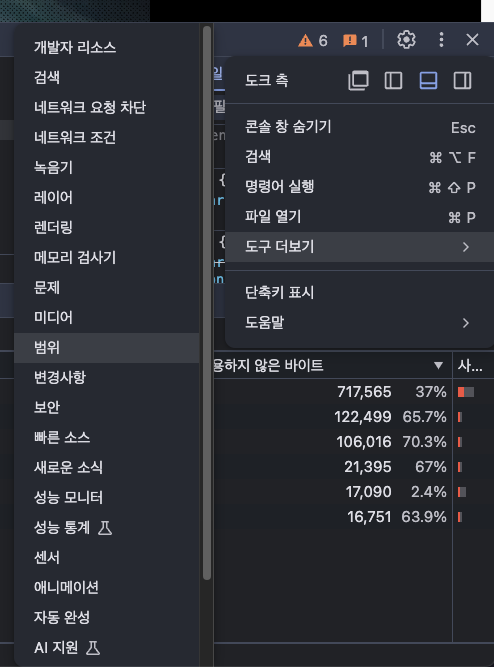 개발자 리소스
검색
네트워크 요청 차단
네트워크 조건
녹음기
레이어
렌더링
메모리 검사기
문제
미디어
범위
변경사항
보안
빠른 소스
새로운 소식
성능 모니터
성능 통계
센서
애니메이션
자동 완성
AI 지원
6 1
도크 측
콘솔 창 숨기기 Esc
검색 ⌘ ⌥ F
명령어 실행 ⌘ ⇧ P
파일 열기 ⌘ P
도구 더보기
단축키 표시
도움말
용하지 않은 바이트 ▼ 사...
717,565 37%
122,499 65.7%
106,016 70.3%
21,395 67%
17,090 2.4%
16,751 63.9%